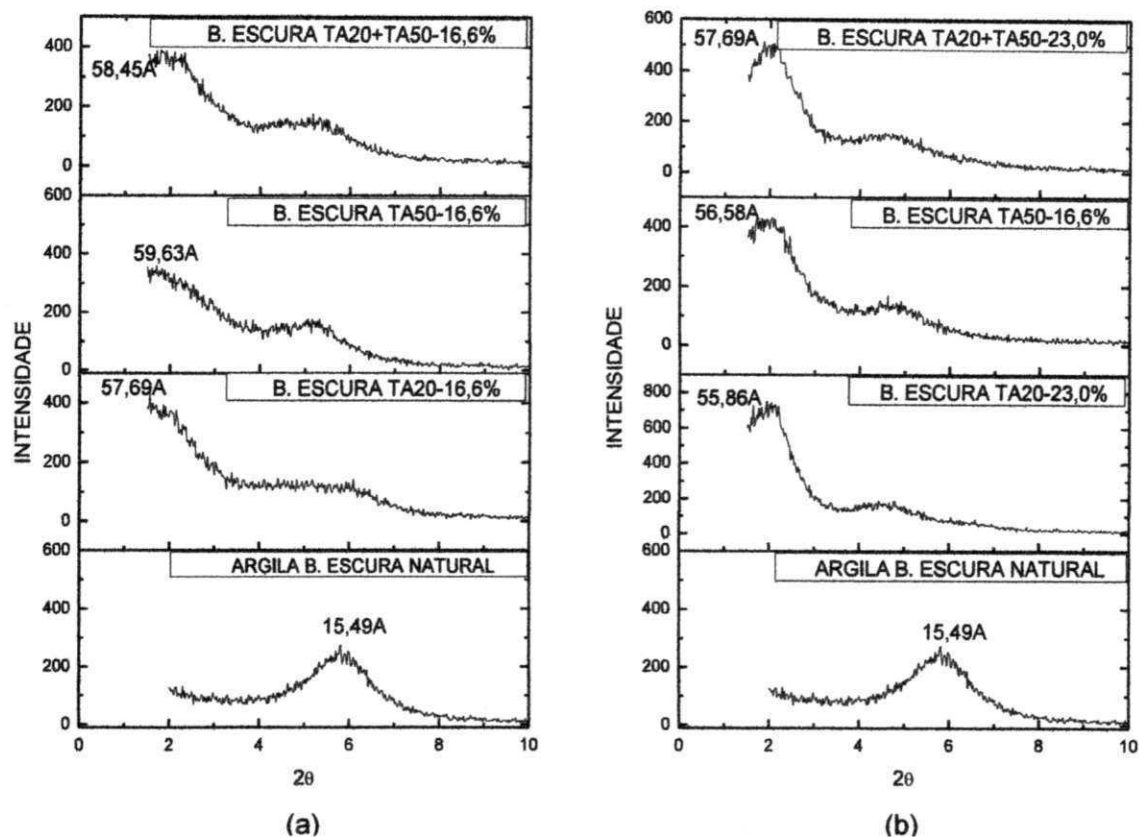 B. ESCURA TA20+TA50-16,6%
58,45A
400
200
0
600
B. ESCURA TA50-16,6%
59,63A
400
200
0
B. ESCURA TA20-16,6%
57,69A
400
200
0
600
ARGILA B. ESCURA NATURAL
15,49A
400
200
0
0 2 4 6 8 10
INTENSIDADE
2θ
(a)
600
B. ESCURA TA20+TA50-23,0%
57,69A
400
200
0
B. ESCURA TA50-16,6%
56,58A
400
200
0
B. ESCURA TA20-23,0%
55,86A
800
600
400
200
0
600
ARGILA B. ESCURA NATURAL
15,49A
400
200
0
0 2 4 6 8 10
INTENSIDADE
2θ
(b)